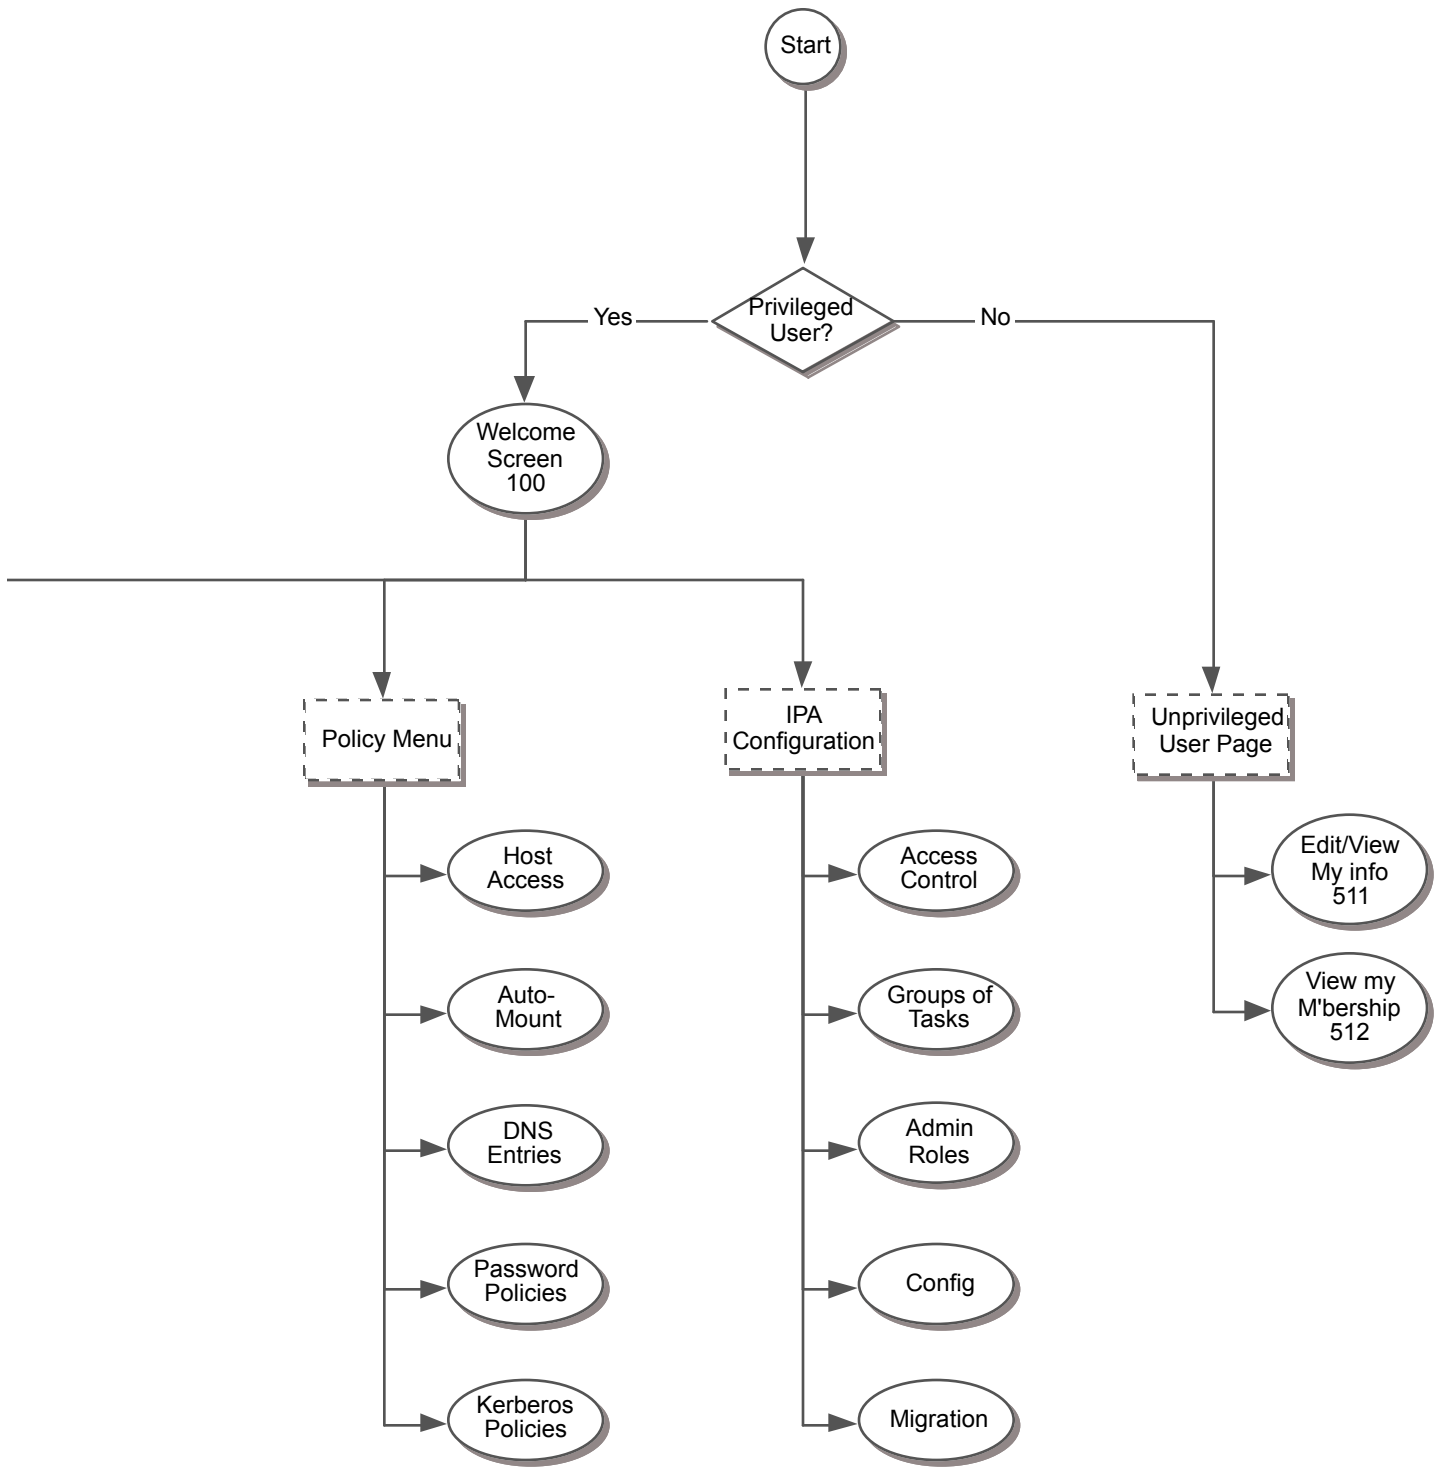 Start
Privileged
User?
Yes
No
Welcome
Screen
100
Policy Menu
IPA
Configuration
Unprivileged
User Page
Host
Access
Access
Control
Edit/View
My info
511
Auto-
Mount
Groups of
Tasks
View my
M'bership
512
DNS
Entries
Admin
Roles
Password
Policies
Config
Kerberos
Policies
Migration